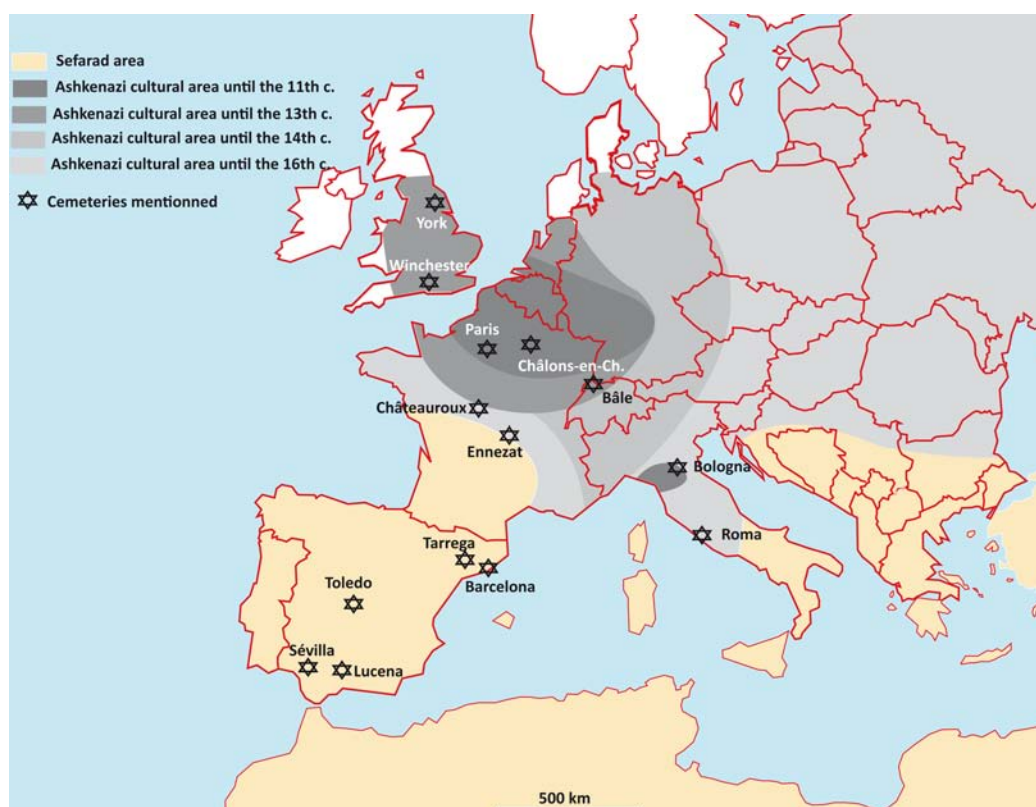 Sefarad area
Ashkenazi cultural area until the 11th c.
Ashkenazi cultural area until the 13th c.
Ashkenazi cultural area until the 14th c.
Ashkenazi cultural area until the 16th c.
Cemeteries mentionned
York
Winchester
Paris
Châlons-en-Ch.
Bâle
Châteauroux
Ennezat
Bologna
Roma
Tarrega
Barcelona
Toledo
Sévilla
Lucena
500 km